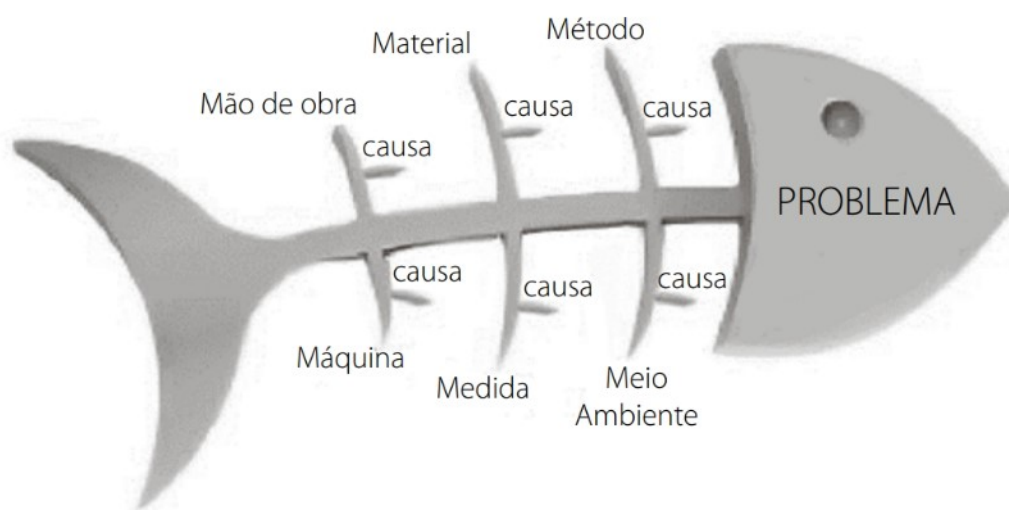 Método
Material
Mão de obra
causa
causa
causa
PROBLEMA
causa
causa
causa
Máquina
Medida
Meio
Ambiente